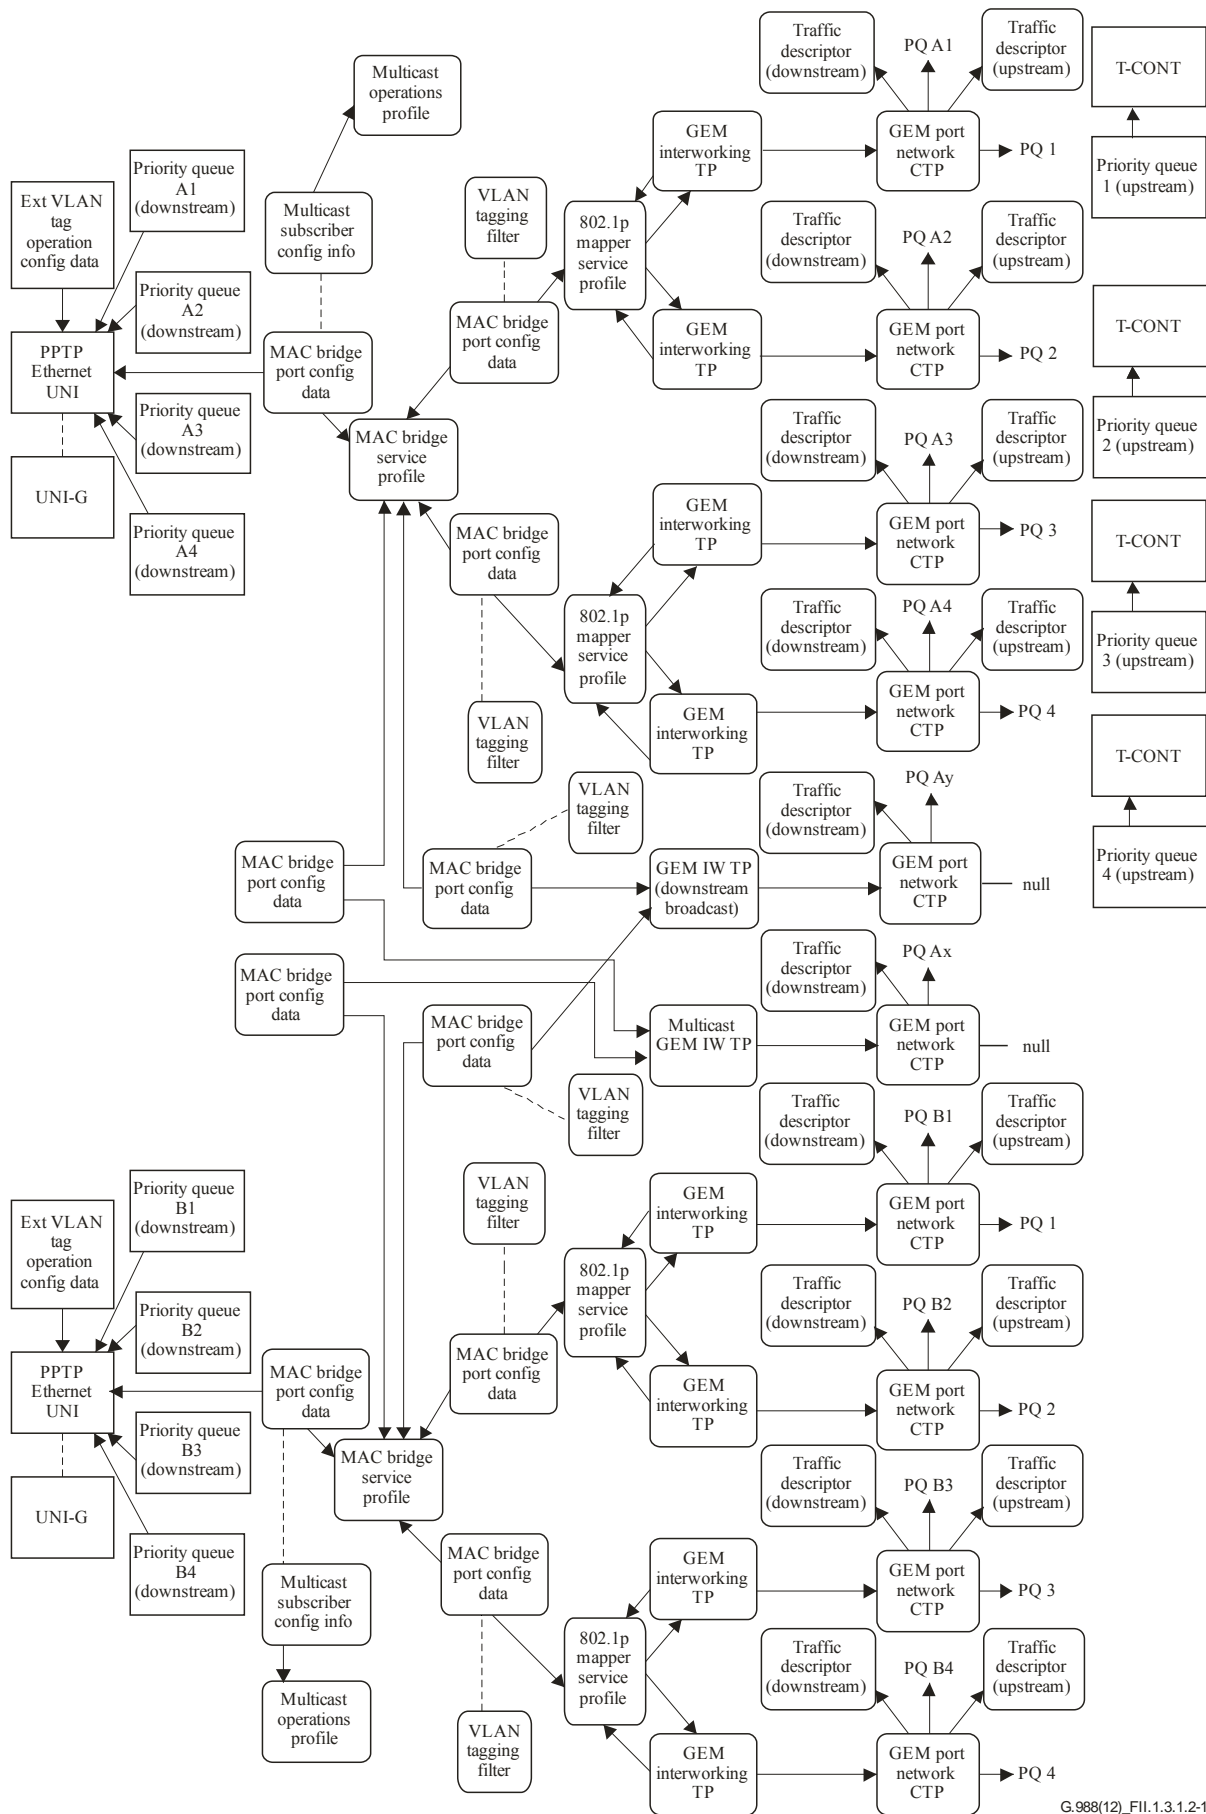 Traffic
descriptor
(downstream)
PQ A1
Traffic
descriptor
(upstream)
T-CONT
Multicast
operations
profile
GEM
interworking
TP
GEM port
network
CTP
PQ 1
Priority queue
1 (upstream)
Priority queue
A1
(downstream)
Ext VLAN
tag
operation
config data
Multicast
subscriber
config info
VLAN
tagging
filter
802.1p
mapper
service
profile
Traffic
descriptor
(downstream)
PQ A2
Traffic
descriptor
(upstream)
Priority queue
A2
(downstream)
T-CONT
PPTP
Ethernet
UNI
MAC bridge
port config
data
MAC bridge
port config
data
GEM
interworking
TP
GEM port
network
CTP
PQ 2
Priority queue
A3
(downstream)
MAC bridge
service
profile
Traffic
descriptor
(downstream)
PQ A3
Traffic
descriptor
(upstream)
Priority queue
2 (upstream)
UNI-G
Priority queue
A4
(downstream)
MAC bridge
port config
data
GEM
interworking
TP
GEM port
network
CTP
PQ 3
T-CONT
802.1p
mapper
service
profile
Traffic
descriptor
(downstream)
PQ A4
Traffic
descriptor
(upstream)
Priority queue
3 (upstream)
VLAN
tagging
filter
GEM
interworking
TP
GEM port
network
CTP
PQ 4
T-CONT
VLAN
tagging
filter
Traffic
descriptor
(downstream)
PQ Ay
MAC bridge
port config
data
MAC bridge
port config
data
GEM IW TP
(downstream
broadcast)
GEM port
network
CTP
null
Priority queue
4 (upstream)
MAC bridge
port config
data
Traffic
descriptor
(downstream)
PQ Ax
MAC bridge
port config
data
Multicast
GEM IW TP
GEM port
network
CTP
null
VLAN
tagging
filter
Traffic
descriptor
(downstream)
PQ B1
Traffic
descriptor
(upstream)
Priority queue
B1
(downstream)
Ext VLAN
tag
operation
config data
VLAN
tagging
filter
GEM
interworking
TP
GEM port
network
CTP
PQ 1
802.1p
mapper
service
profile
Traffic
descriptor
(downstream)
PQ B2
Traffic
descriptor
(upstream)
Priority queue
B2
(downstream)
PPTP
Ethernet
UNI
MAC bridge
port config
data
MAC bridge
port config
data
GEM
interworking
TP
GEM port
network
CTP
PQ 2
Priority queue
B3
(downstream)
MAC bridge
service
profile
Traffic
descriptor
(downstream)
PQ B3
Traffic
descriptor
(upstream)
UNI-G
Priority queue
B4
(downstream)
MAC bridge
port config
data
GEM
interworking
TP
GEM port
network
CTP
PQ 3
Multicast
subscriber
config info
802.1p
mapper
service
profile
Traffic
descriptor
(downstream)
PQ B4
Traffic
descriptor
(upstream)
Multicast
operations
profile
VLAN
tagging
filter
GEM
interworking
TP
GEM port
network
CTP
PQ 4
G.988(12)_FII.1.3.1.2-1